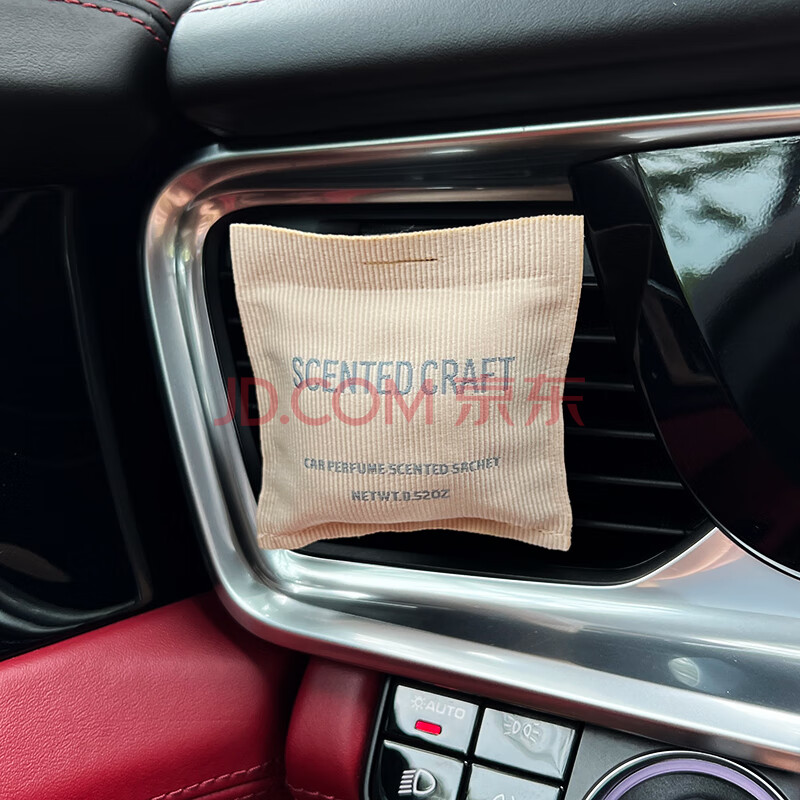 SCENTED CRAFT
JD.COM 京东
CAR PERFUME SCENTED SACHET
NETWT.0.52OZ
AUTO